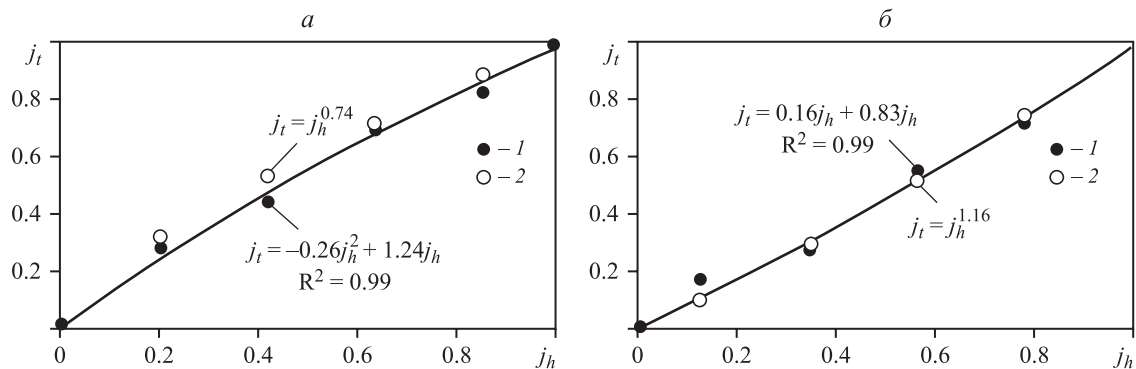 а
j_t
0.8
0.6
0.4
0.2
0
0.2
0.4
0.6
0.8
j_h
j_t = j_h^0.74
– 1
– 2
j_t = –0.26j_h^2 + 1.24j_h
R^2 = 0.99
б
j_t
0.8
0.6
0.4
0.2
0
0.2
0.4
0.6
0.8
j_h
j_t = 0.16j_h + 0.83j_h
R^2 = 0.99
– 1
– 2
j_t = j_h^1.16